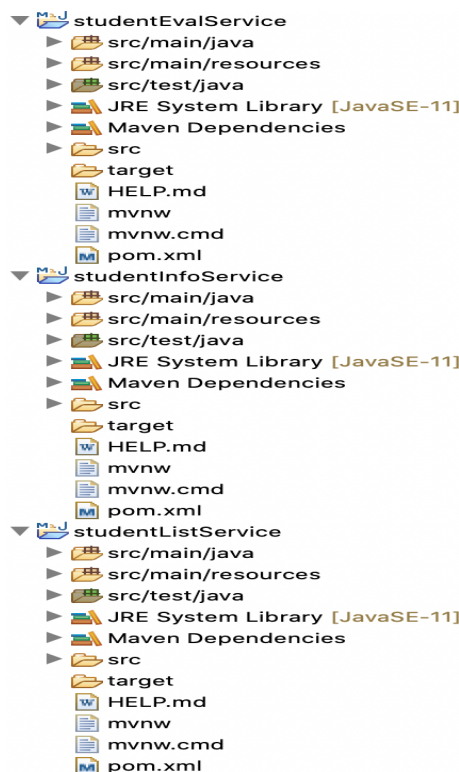 studentEvalService
src/main/java
src/main/resources
src/test/java
JRE System Library [JavaSE-11]
Maven Dependencies
src
target
HELP.md
mvnw
mvnw.cmd
pom.xml
studentInfoService
src/main/java
src/main/resources
src/test/java
JRE System Library [JavaSE-11]
Maven Dependencies
src
target
HELP.md
mvnw
mvnw.cmd
pom.xml
studentListService
src/main/java
src/main/resources
src/test/java
JRE System Library [JavaSE-11]
Maven Dependencies
src
target
HELP.md
mvnw
mvnw.cmd
pom.xml